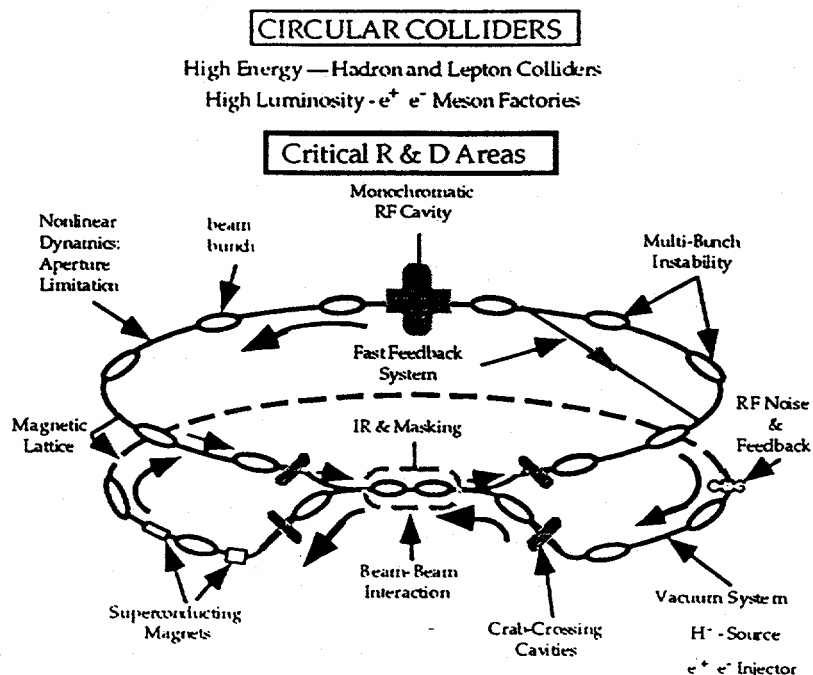 CIRCULAR COLLIDERS
High Energy — Hadron and Lepton Colliders
High Luminosity - e⁺ e⁻ Meson Factories
Critical R & D Areas
Monochromatic
RF Cavity
Nonlinear
Dynamics:
Aperture
Limitation
beam
bunch
Multi-Bunch
Instability
Fast Feedback
System
Magnetic
Lattice
IR & Masking
RF Noise
&
Feedback
Beam-Beam
Interaction
Superconducting
Magnets
Crab-Crossing
Cavities
Vacuum System
H⁻ - Source
e⁺ e⁻ Injector